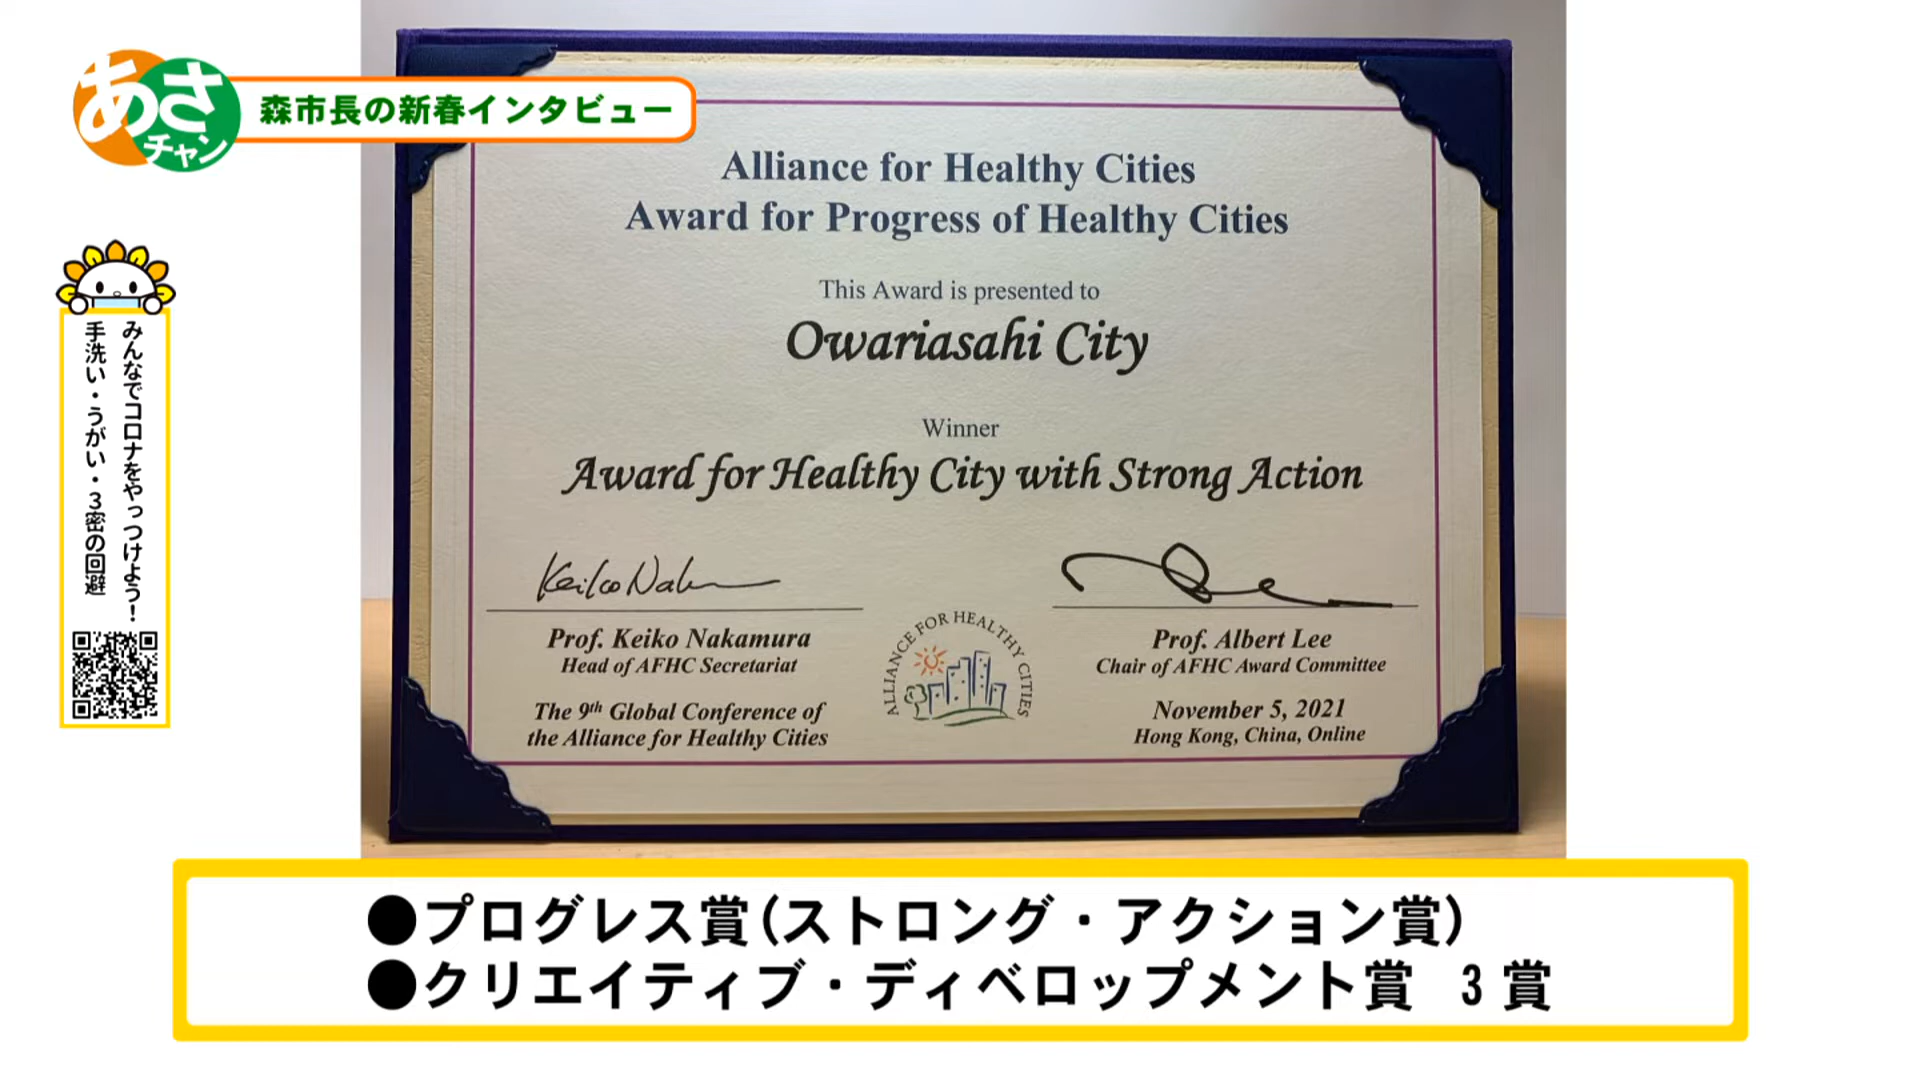 あさ
チャン
森市長の新春インタビュー
みんなでコロナをやっつけよう！
手洗い・うがい・３密の回避
Alliance for Healthy Cities
Award for Progress of Healthy Cities
This Award is presented to
Owariasahi City
Winner
Award for Healthy City with Strong Action
Prof. Keiko Nakamura
Head of AFHC Secretariat
The 9th Global Conference of
the Alliance for Healthy Cities
ALLIANCE FOR HEALTHY CITIES
Prof. Albert Lee
Chair of AFHC Award Committee
November 5, 2021
Hong Kong, China, Online
●プログレス賞（ストロング・アクション賞）
●クリエイティブ・ディベロップメント賞　3 賞